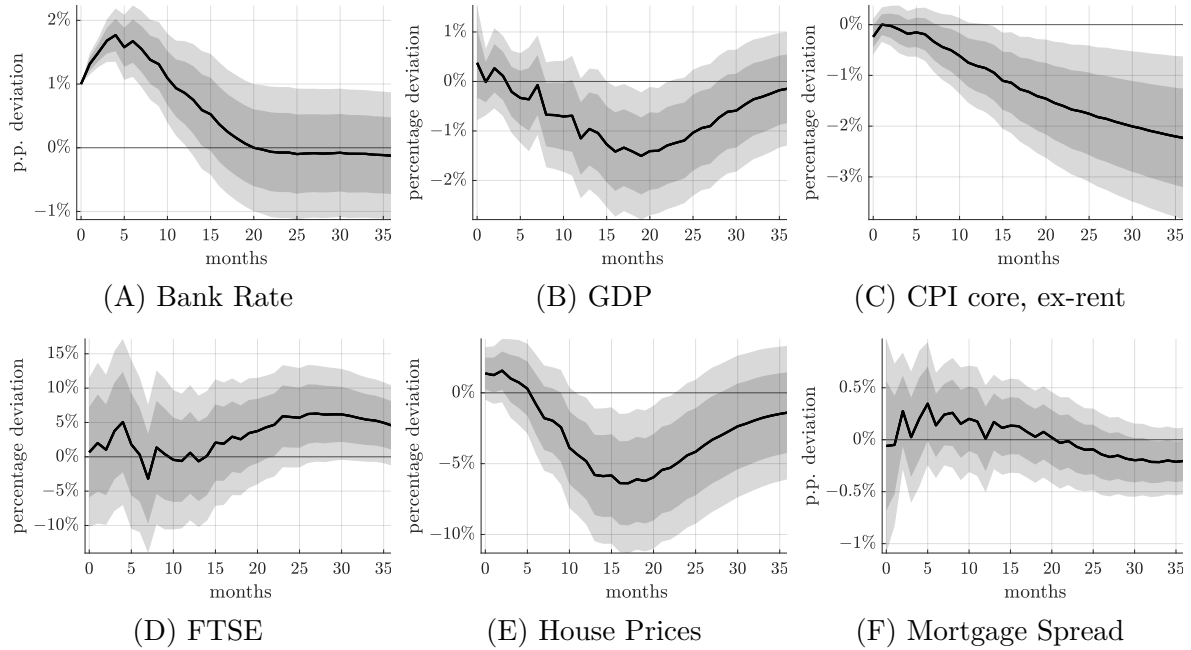 2%
1%
0%
−1%
p.p. deviation
0 5 10 15 20 25 30 35
months
(A) Bank Rate
1%
0%
−1%
−2%
percentage deviation
0 5 10 15 20 25 30 35
months
(B) GDP
0%
−1%
−2%
−3%
percentage deviation
0 5 10 15 20 25 30 35
months
(C) CPI core, ex-rent
15%
10%
5%
0%
−5%
−10%
percentage deviation
0 5 10 15 20 25 30 35
months
(D) FTSE
0%
−5%
−10%
percentage deviation
0 5 10 15 20 25 30 35
months
(E) House Prices
0.5%
0%
−0.5%
−1%
p.p. deviation
0 5 10 15 20 25 30 35
months
(F) Mortgage Spread